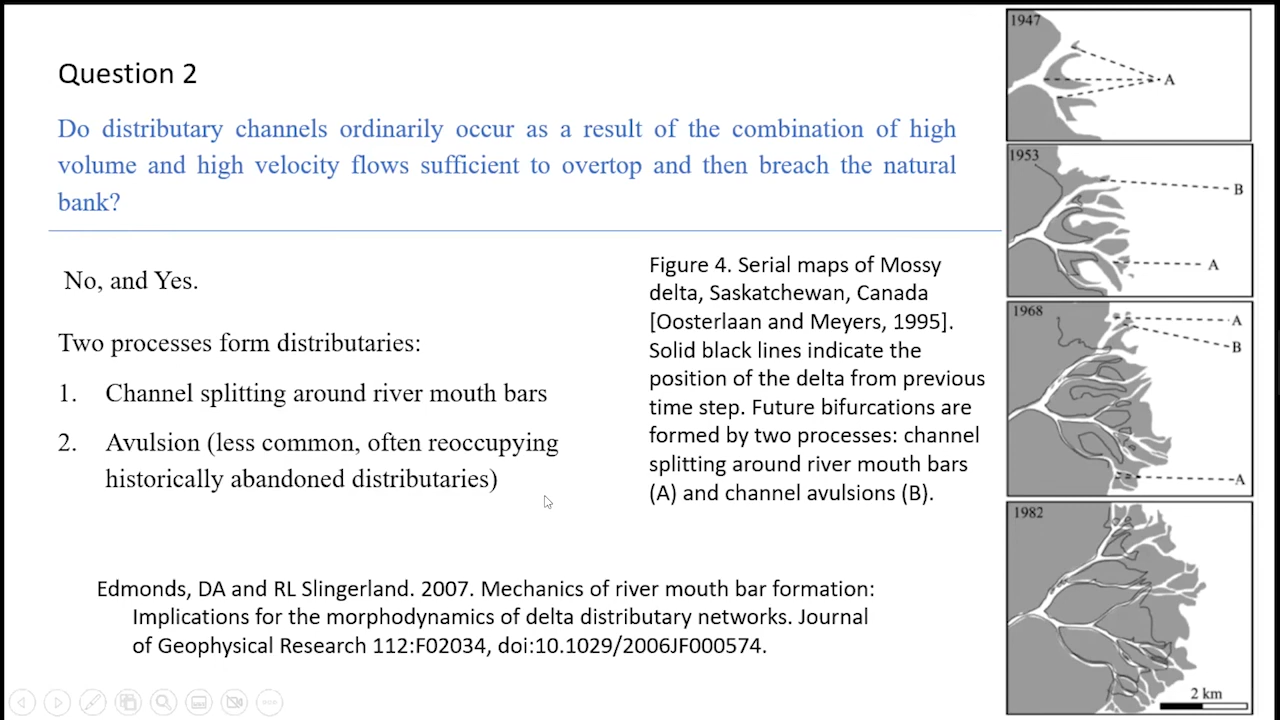 Question 2
Do distributary channels ordinarily occur as a result of the combination of high
volume and high velocity flows sufficient to overtop and then breach the natural
bank?
No, and Yes.
Two processes form distributaries:
1. Channel splitting around river mouth bars
2. Avulsion (less common, often reoccupying
historically abandoned distributaries)
Figure 4. Serial maps of Mossy
delta, Saskatchewan, Canada
[Oosterlaan and Meyers, 1995].
Solid black lines indicate the
position of the delta from previous
time step. Future bifurcations are
formed by two processes: channel
splitting around river mouth bars
(A) and channel avulsions (B).
Edmonds, DA and RL Slingerland. 2007. Mechanics of river mouth bar formation:
Implications for the morphodynamics of delta distributary networks. Journal
of Geophysical Research 112:F02034, doi:10.1029/2006JF000574.
1947
A
1953
B
A
1968
A
B
A
1982
2 km